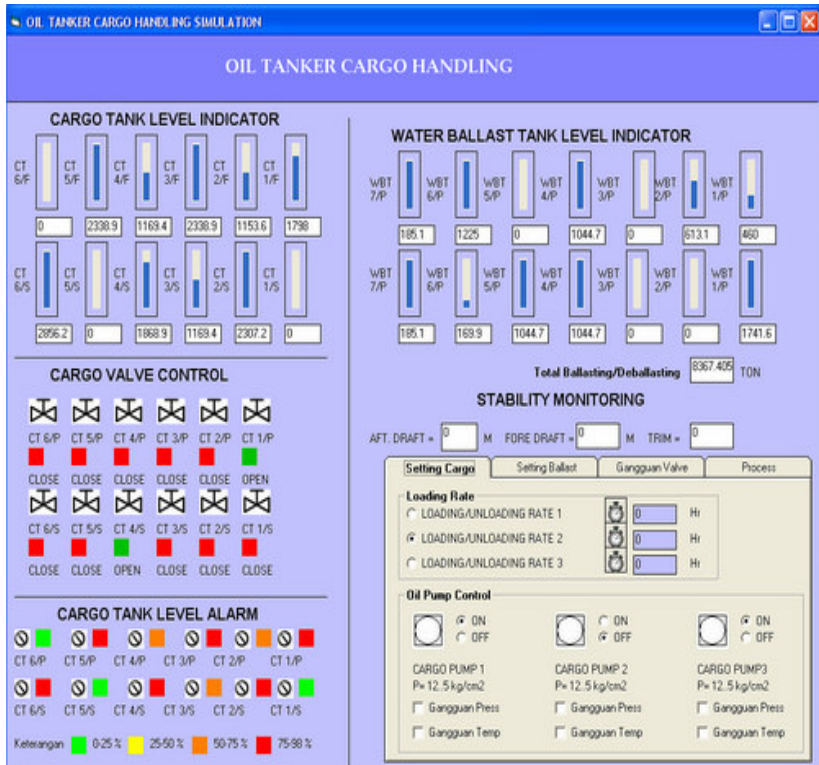 OIL TANKER CARGO HANDLING SIMULATION
OIL TANKER CARGO HANDLING
CARGO TANK LEVEL INDICATOR
CT 6/F CT 5/F CT 4/F CT 3/F CT 2/F CT 1/F
0 2338.9 1169.4 2338.9 1153.6 1798
CT 6/S CT 5/S CT 4/S CT 3/S CT 2/S CT 1/S
2856.2 0 1868.9 1169.4 2307.2 0
CARGO VALVE CONTROL
CT 6/P CT 5/P CT 4/P CT 3/P CT 2/P CT 1/P
CLOSE CLOSE CLOSE CLOSE CLOSE OPEN
CT 6/S CT 5/S CT 4/S CT 3/S CT 2/S CT 1/S
CLOSE CLOSE OPEN CLOSE CLOSE CLOSE
CARGO TANK LEVEL ALARM
CT 6/P CT 5/P CT 4/P CT 3/P CT 2/P CT 1/P
CT 6/S CT 5/S CT 4/S CT 3/S CT 2/S CT 1/S
Keterangan 0-25 % 25-50 % 50-75 % 75-98 %
WATER BALLAST TANK LEVEL INDICATOR
WBT 7/P WBT 6/P WBT 5/P WBT 4/P WBT 3/P WBT 2/P WBT 1/P
185.1 1225 0 1044.7 0 613.1 460
WBT 7/P WBT 6/P WBT 5/P WBT 4/P WBT 3/P WBT 2/P WBT 1/P
185.1 169.9 1044.7 1044.7 0 0 1741.6
Total Ballasting/Deballasting 8367.405 TON
STABILITY MONITORING
AFT. DRAFT = 0 M FORE DRAFT = 0 M TRIM = 0
Setting Cargo Setting Ballast Gangguan Valve Process
Loading Rate
LOADING/UNLOADING RATE 1 0 Hr
LOADING/UNLOADING RATE 2 0 Hr
LOADING/UNLOADING RATE 3 0 Hr
Oil Pump Control
ON ON ON
OFF OFF OFF
CARGO PUMP 1 CARGO PUMP 2 CARGO PUMP3
P= 12.5 kg/cm2 P= 12.5 kg/cm2 P= 12.5 kg/cm2
Gangguan Press Gangguan Press Gangguan Press
Gangguan Temp Gangguan Temp Gangguan Temp